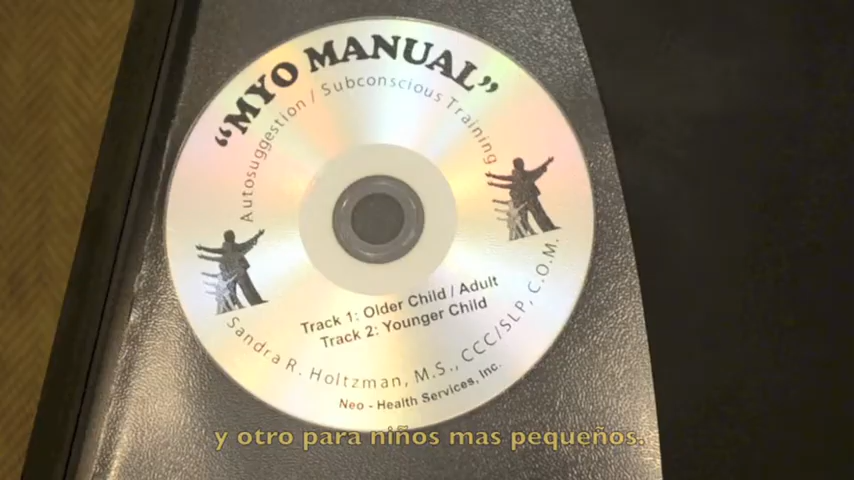 “MYO MANUAL”
Autosuggestion / Subconscious Training
Track 1: Older Child / Adult
Track 2: Younger Child
Sandra R. Holtzman, M.S., CCC/SLP, C.O.M.
Neo - Health Services, Inc.
y otro para niños mas pequeños.